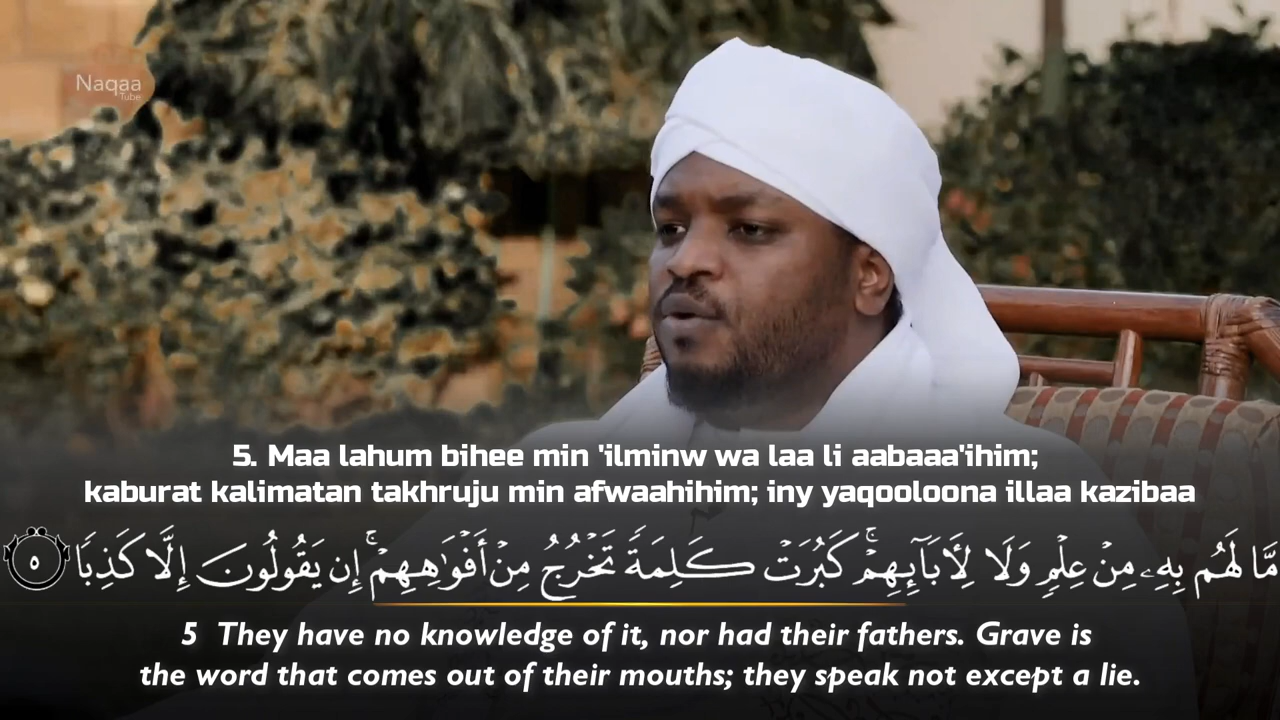 Naqaa
Tube
5. Maa lahum bihee min 'ilminw wa laa li aabaaa'ihim;
kaburat kalimatan takhruju min afwaahihim; iny yaqooloona illaa kazibaa
مَّا لَهُم بِهِۦ مِنْ عِلْمٍ وَلَا لِأٓبَآئِهِمْ ۚ كَبُرَتْ كَلِمَةً تَخْرُجُ مِنْ أَفْوَٰهِهِمْ ۚ إِن يَقُولُونَ إِلَّا كَذِبًا ٥
5 They have no knowledge of it, nor had their fathers. Grave is
the word that comes out of their mouths; they speak not except a lie.